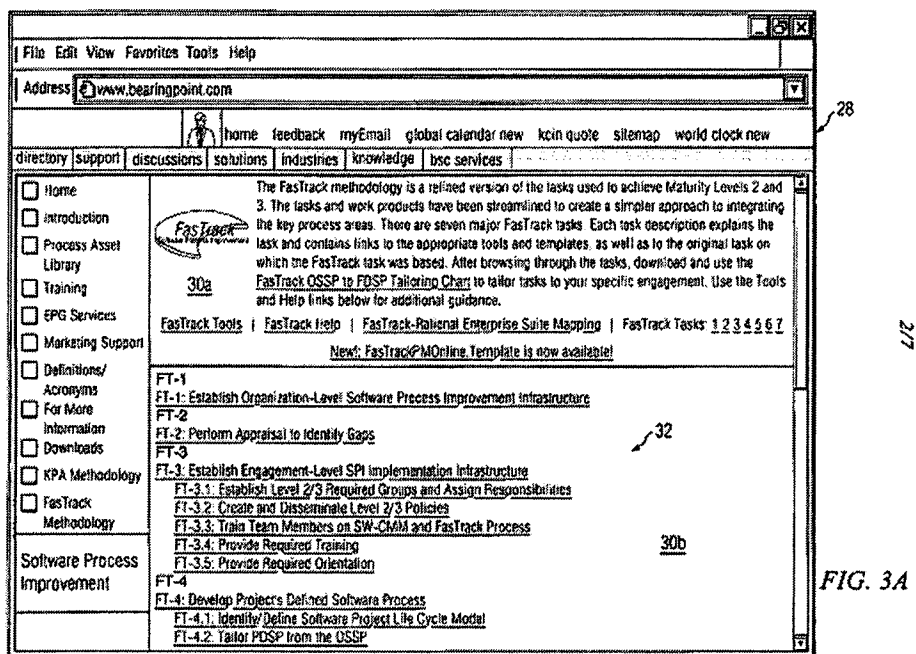 File Edit View Favorites Tools Help
Address www.bearingpoint.com
28
home feedback myEmail global calendar new kcin quote sitemap world clock new
directory support discussions solutions industries knowledge bsc services
Home
Introduction
Process Asset
Library
Training
EPG Services
Marketing Support
Definitions/
Acronyms
For More
Information
Downloads
KPA Methodology
FasTrack
Methodology
Software Process
Improvement
FasTrack
30a
The FasTrack methodology is a refined version of the tasks used to achieve Maturity Levels 2 and
3. The tasks and work products have been streamlined to create a simpler approach to integrating
the key process areas. There are seven major FasTrack tasks. Each task description explains the
task and contains links to the appropriate tools and templates, as well as to the original task on
which the FasTrack task was based. After browsing through the tasks, download and use the
FasTrack OSSP to PDSP Tailoring Chart to tailor tasks to your specific engagement. Use the Tools
and Help links below for additional guidance.
FasTrack Tools | FasTrack Help | FasTrack-Rational Enterprise Suite Mapping | FasTrack Tasks: 1 2 3 4 5 6 7
New!: FasTrackPMOnline.Template is now available!
FT-1
FT-1: Establish Organization-Level Software Process Improvement Infrastructure
FT-2
FT-2: Perform Appraisal to Identify Gaps
32
FT-3
FT-3: Establish Engagement-Level SPI Implementation Infrastructure
FT-3.1: Establish Level 2/3 Required Groups and Assign Responsibilities
FT-3.2: Create and Disseminate Level 2/3 Policies
FT-3.3: Train Team Members on SW-CMM and FasTrack Process
FT-3.4: Provide Required Training
30b
FT-3.5: Provide Required Orientation
FT-4
FT-4: Develop Project's Defined Software Process
FT-4.1: Identify/Define Software Project Life Cycle Model
FT-4.2: Tailor PDSP from the OSSP
2/7
FIG. 3A